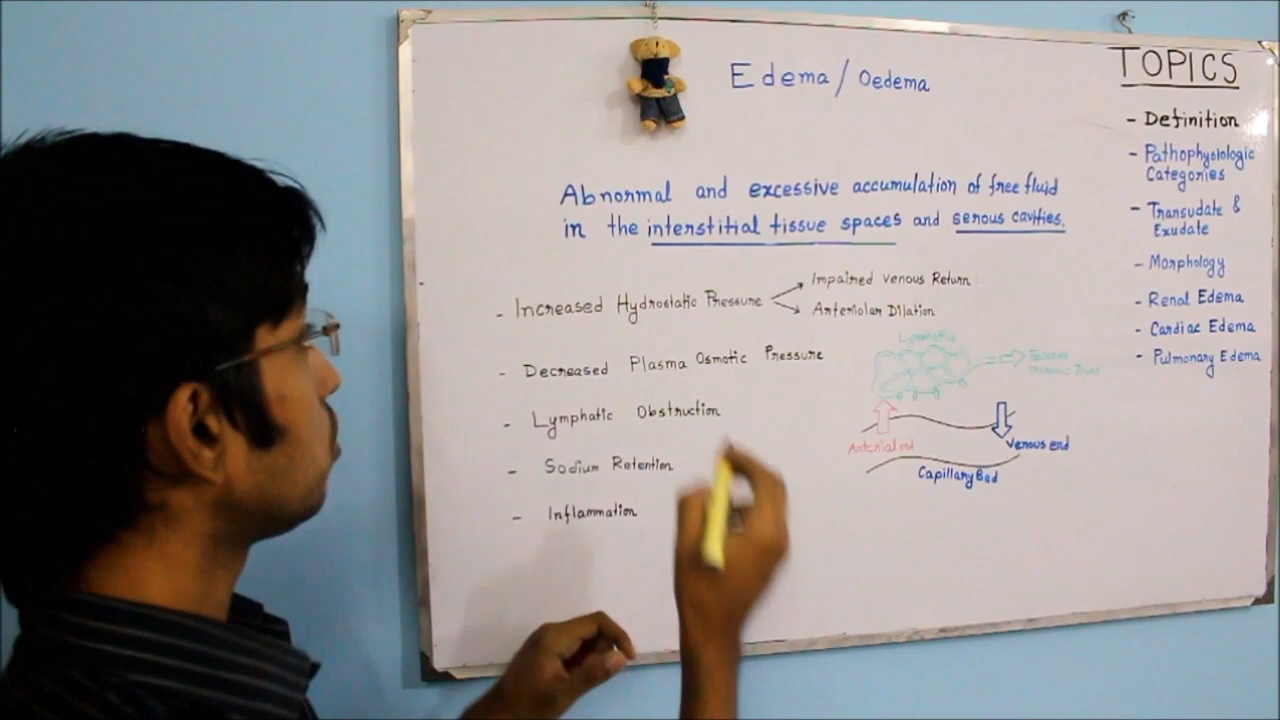 Edema / Oedema
Abnormal and excessive accumulation of free fluid
in the interstitial tissue spaces and serous cavities.
- Increased Hydrostatic Pressure
Impaired Venous Return
Arteriolar Dilation
- Decreased Plasma Osmotic Pressure
- Lymphatic Obstruction
- Sodium Retention
- Inflammation
Lymphatics
Arterial end
Venous end
Capillary Bed
TOPICS
- Definition
- Pathophysiologic
Categories
- Transudate &
Exudate
- Morphology
- Renal Edema
- Cardiac Edema
- Pulmonary Edema